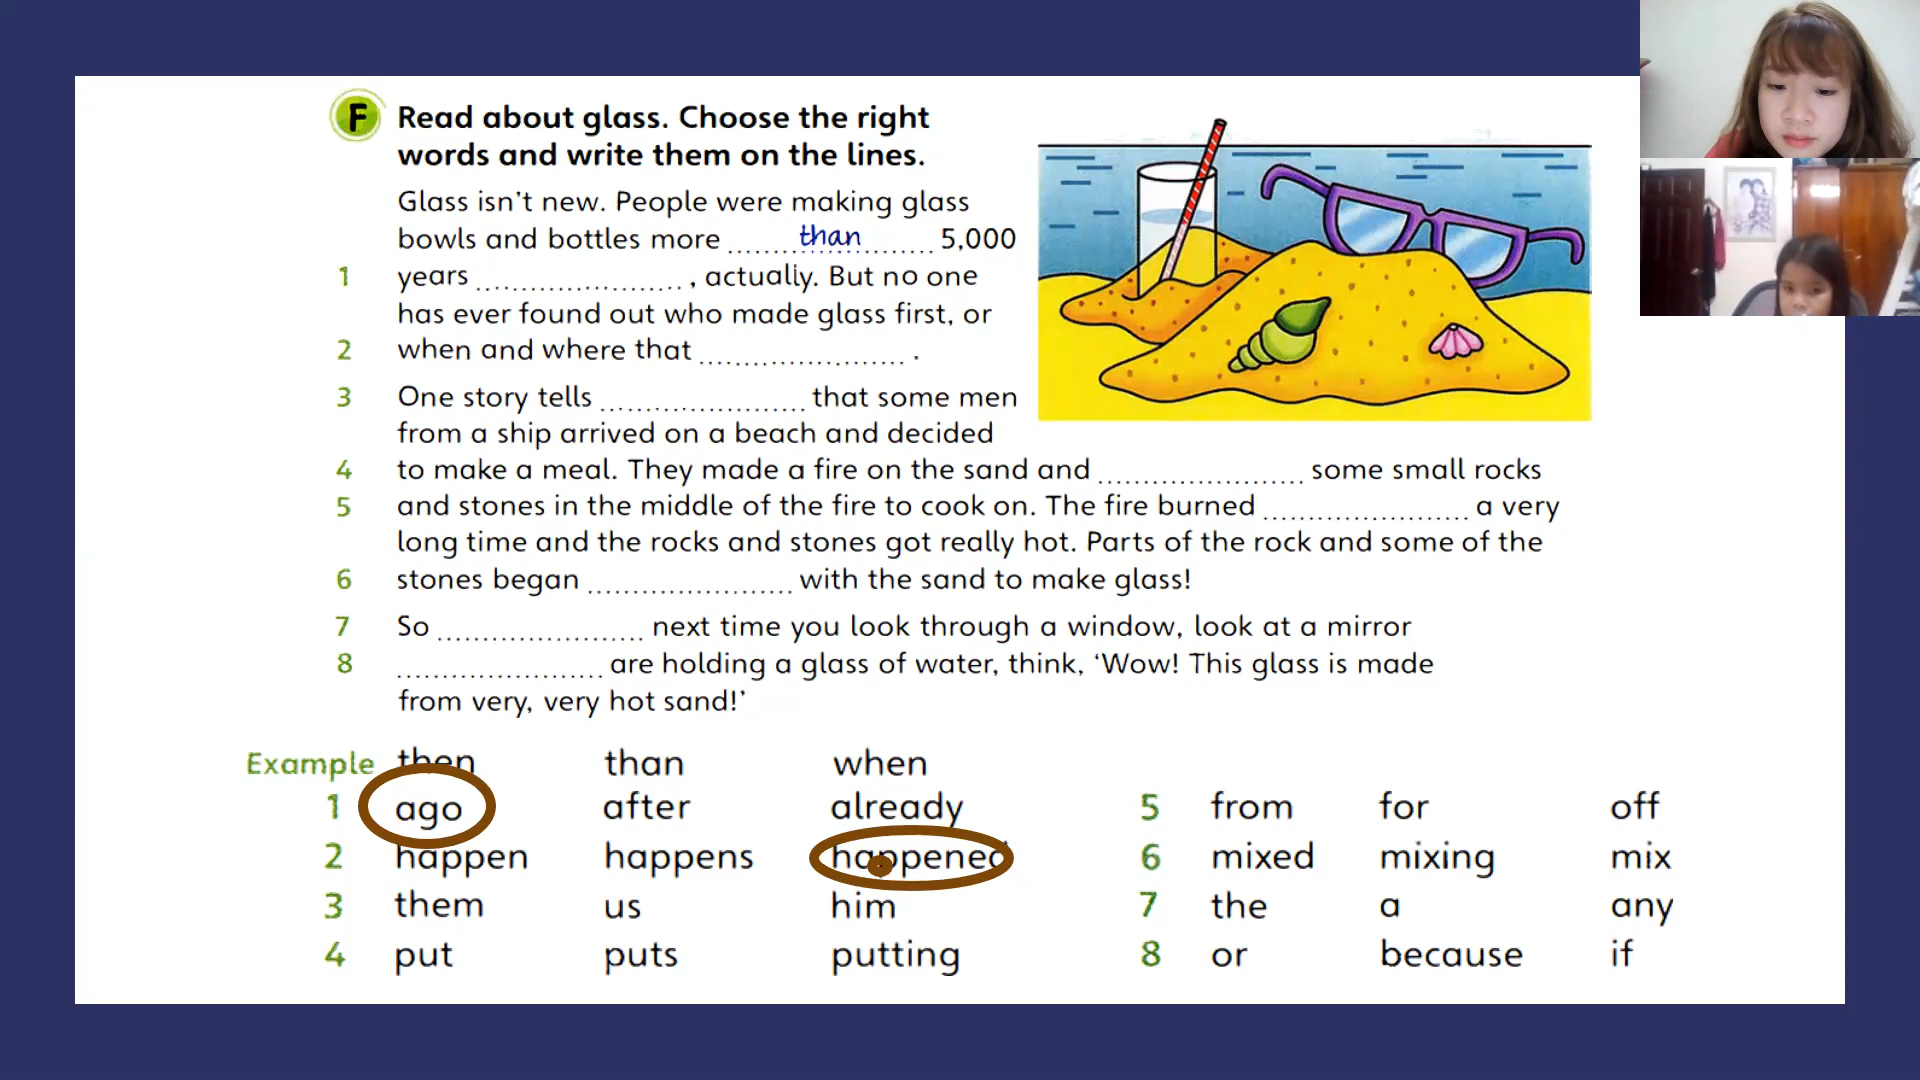 F Read about glass. Choose the right
words and write them on the lines.
Glass isn't new. People were making glass
bowls and bottles more ........than........ 5,000
1 years ...................... , actually. But no one
has ever found out who made glass first, or
2 when and where that ...................... .
3 One story tells ...................... that some men
from a ship arrived on a beach and decided
4 to make a meal. They made a fire on the sand and ...................... some small rocks
5 and stones in the middle of the fire to cook on. The fire burned ...................... a very
long time and the rocks and stones got really hot. Parts of the rock and some of the
6 stones began ...................... with the sand to make glass!
7 So ...................... next time you look through a window, look at a mirror
8 ...................... are holding a glass of water, think, ‘Wow! This glass is made
from very, very hot sand!’
Example then than when
1 ago after already
2 happen happens happened
3 them us him
4 put puts putting
5 from for off
6 mixed mixing mix
7 the a any
8 or because if